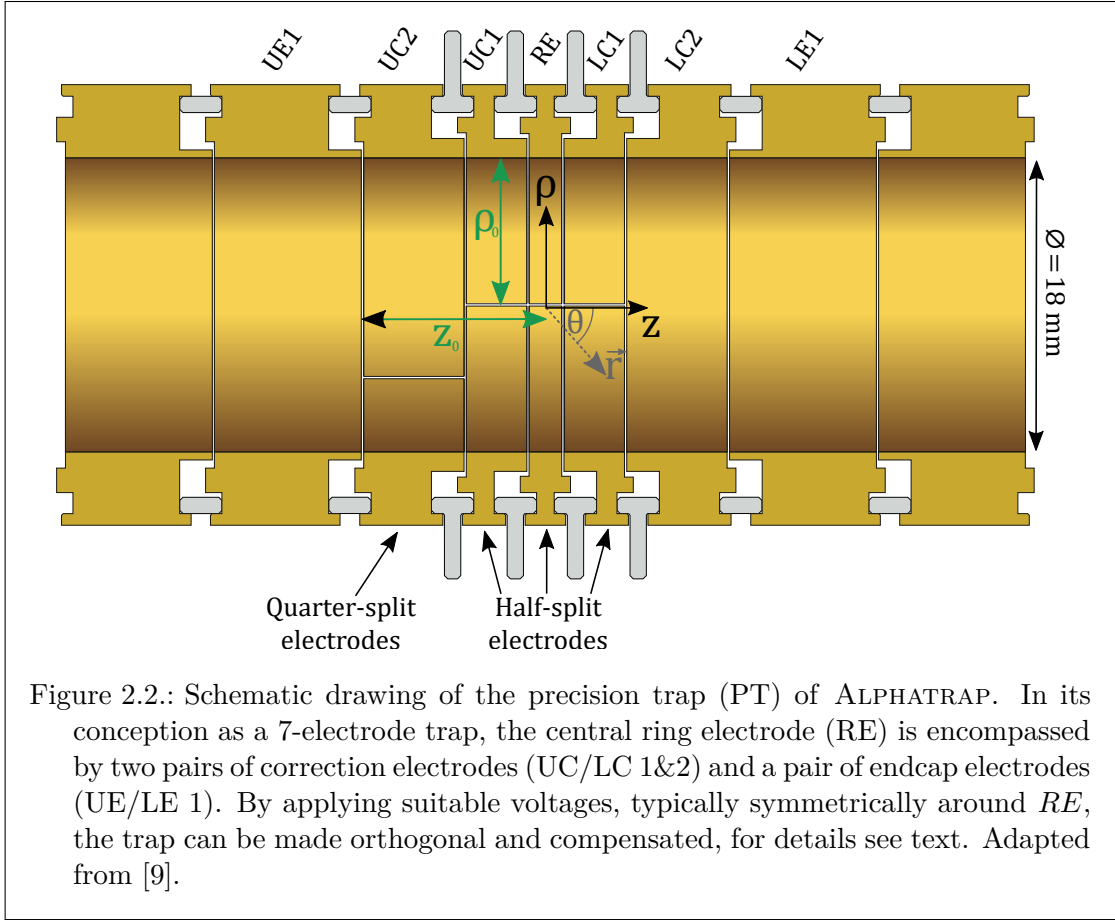 UE1
UC2
UC1
RE
LC1
LC2
LE1
ρ
ρ₀
z₀
θ
z
r⃗
Ø = 18 mm
Quarter-split
electrodes
Half-split
electrodes
Figure 2.2.: Schematic drawing of the precision trap (PT) of ALPHATRAP. In its
conception as a 7-electrode trap, the central ring electrode (RE) is encompassed
by two pairs of correction electrodes (UC/LC 1&2) and a pair of endcap electrodes
(UE/LE 1). By applying suitable voltages, typically symmetrically around RE,
the trap can be made orthogonal and compensated, for details see text. Adapted
from [9].